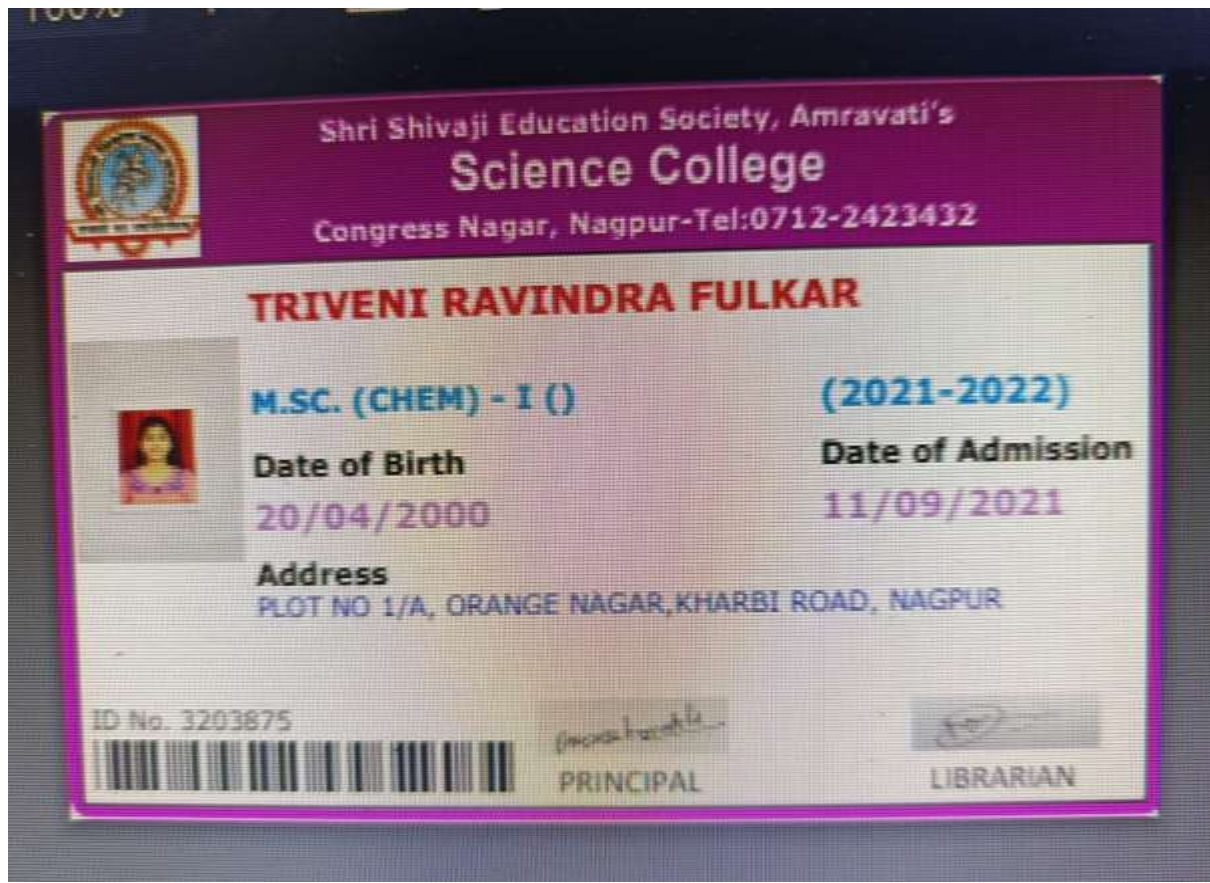 100%
Shri Shivaji Education Society, Amravati's
Science College
Congress Nagar, Nagpur-Tel:0712-2423432
TRIVENI RAVINDRA FULKAR
M.SC. (CHEM) - I () (2021-2022)
Date of Birth Date of Admission
20/04/2000 11/09/2021
Address
PLOT NO 1/A, ORANGE NAGAR,KHARBI ROAD, NAGPUR
ID No. 3203875
PRINCIPAL LIBRARIAN